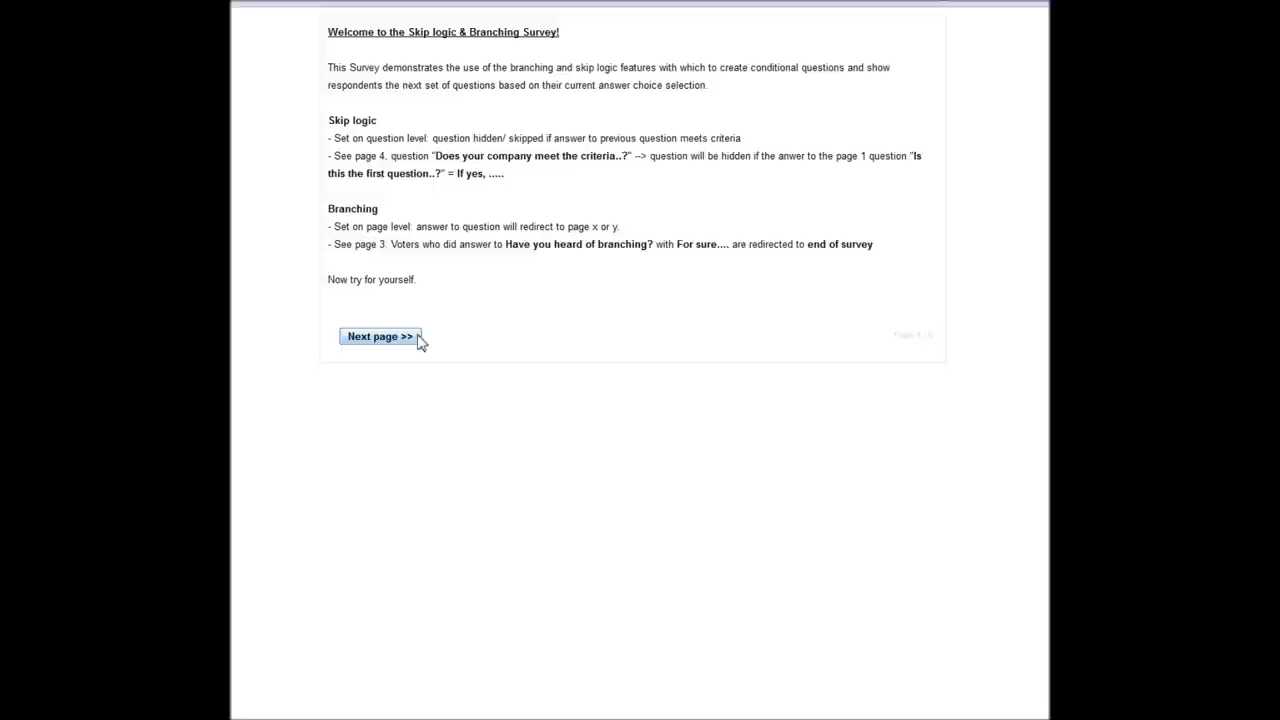 Welcome to the Skip logic & Branching Survey!
This Survey demonstrates the use of the branching and skip logic features with which to create conditional questions and show
respondents the next set of questions based on their current answer choice selection.
Skip logic
- Set on question level: question hidden/ skipped if answer to previous question meets criteria
- See page 4. question "Does your company meet the criteria..?" --> question will be hidden if the anwer to the page 1 question "Is
this the first question..?" = If yes, .....
Branching
- Set on page level: answer to question will redirect to page x or y.
- See page 3. Voters who did answer to Have you heard of branching? with For sure.... are redirected to end of survey
Now try for yourself.
Next page >>